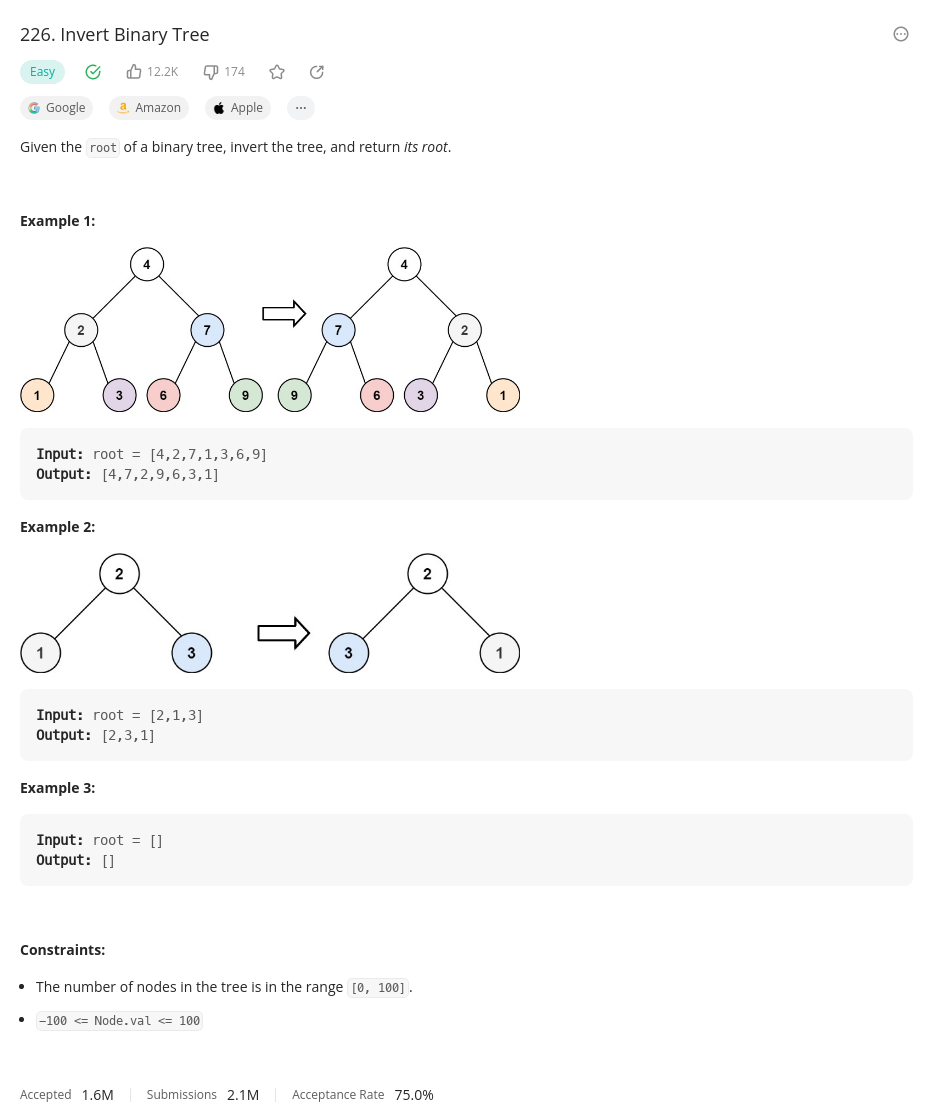 226. Invert Binary Tree
Easy 12.2K 174
Google Amazon Apple ...
Given the root of a binary tree, invert the tree, and return its root.
Example 1:
4 4
2 7 7 2
1 3 6 9 9 6 3 1
Input: root = [4,2,7,1,3,6,9]
Output: [4,7,2,9,6,3,1]
Example 2:
2 2
1 3 3 1
Input: root = [2,1,3]
Output: [2,3,1]
Example 3:
Input: root = []
Output: []
Constraints:
• The number of nodes in the tree is in the range [0, 100].
• −100 <= Node.val <= 100
Accepted 1.6M Submissions 2.1M Acceptance Rate 75.0%